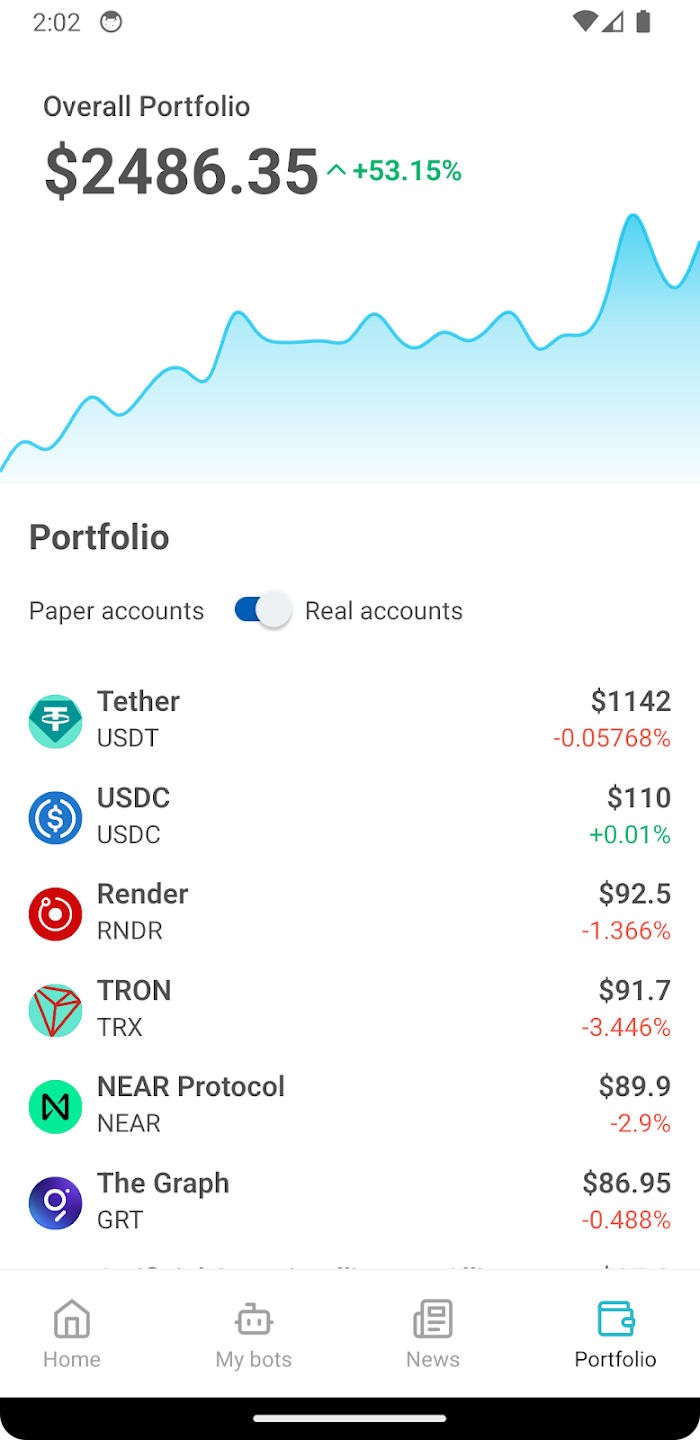 2:02
Overall Portfolio
$2486.35 +53.15%
Portfolio
Paper accounts Real accounts
Tether $1142
USDT -0.05768%
USDC $110
USDC +0.01%
Render $92.5
RNDR -1.366%
TRON $91.7
TRX -3.446%
NEAR Protocol $89.9
NEAR -2.9%
The Graph $86.95
GRT -0.488%
Home My bots News Portfolio